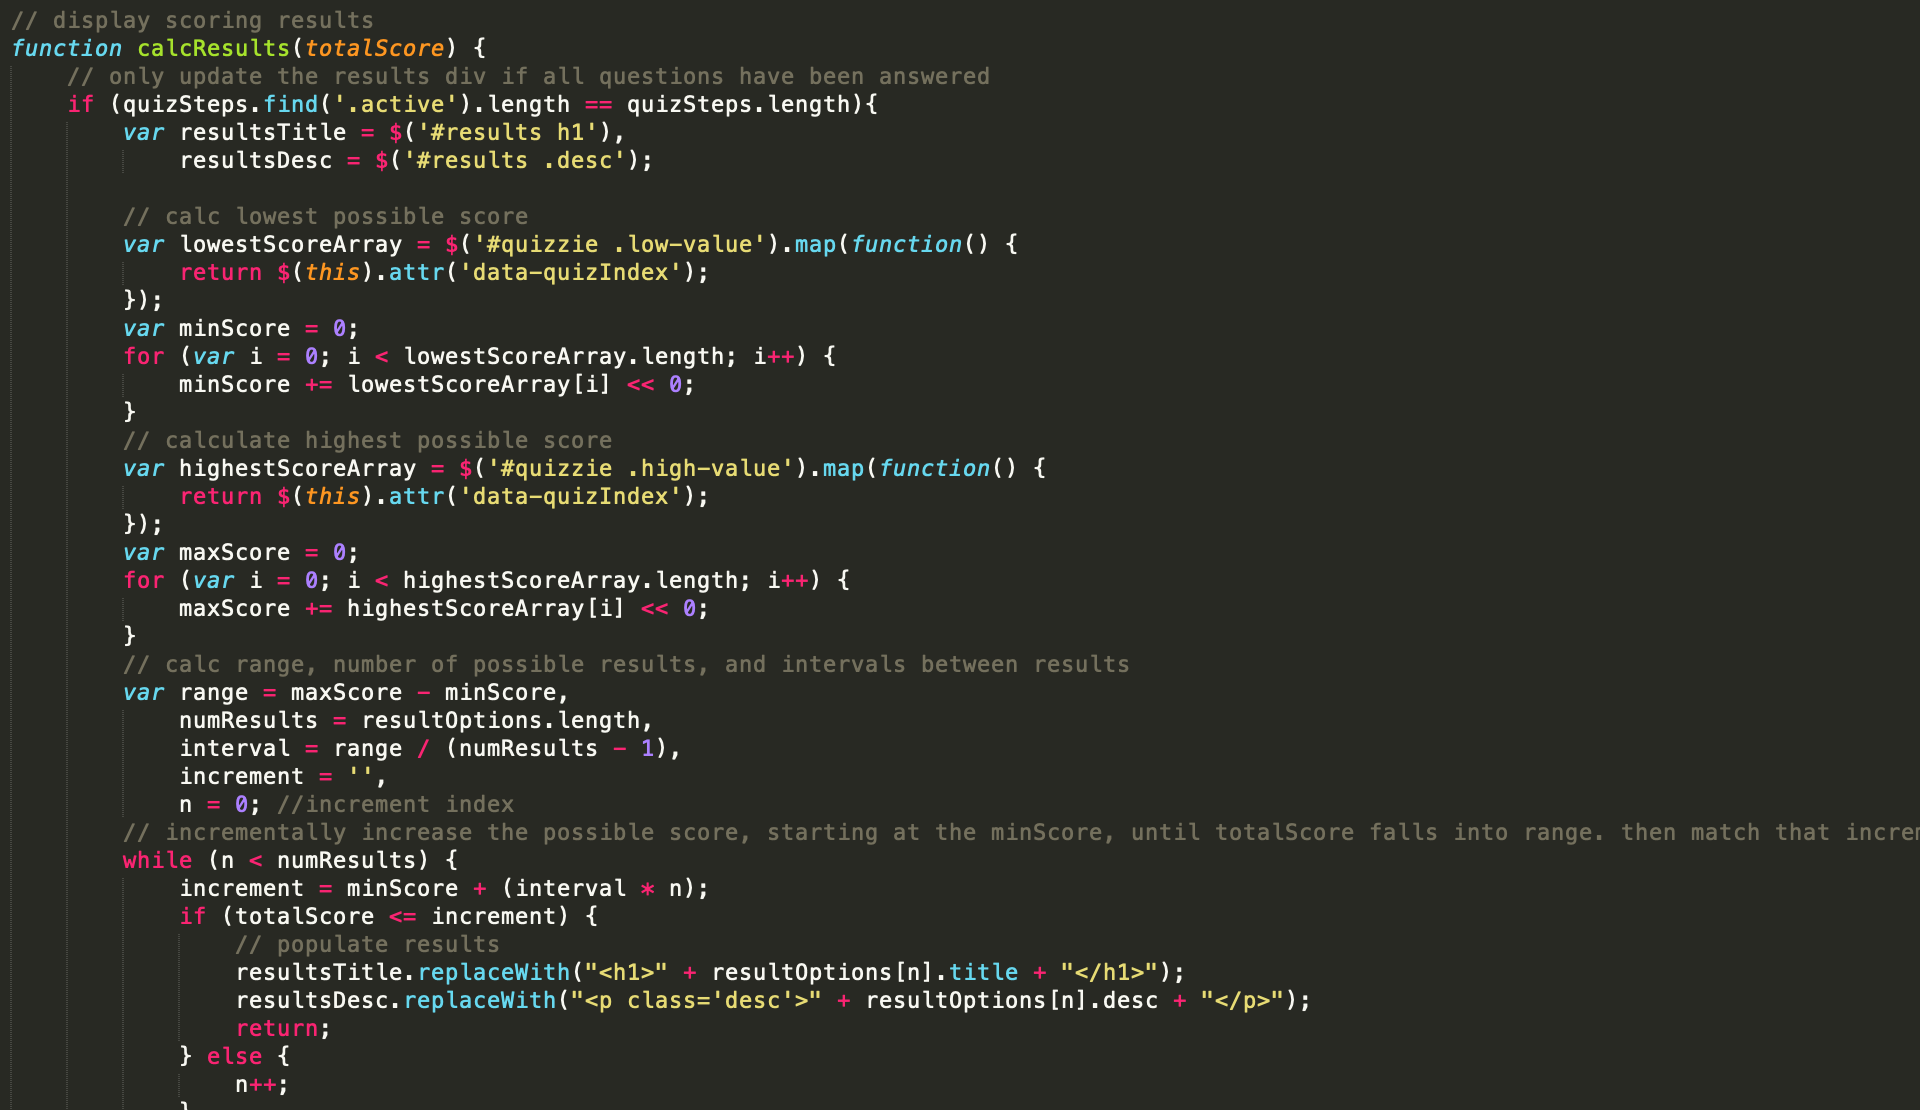 // display scoring results
function calcResults(totalScore) {
    // only update the results div if all questions have been answered
    if (quizSteps.find('.active').length == quizSteps.length){
        var resultsTitle = $('#results h1'),
            resultsDesc = $('#results .desc');

        // calc lowest possible score
        var lowestScoreArray = $('#quizzie .low-value').map(function() {
            return $(this).attr('data-quizIndex');
        });
        var minScore = 0;
        for (var i = 0; i < lowestScoreArray.length; i++) {
            minScore += lowestScoreArray[i] << 0;
        }
        // calculate highest possible score
        var highestScoreArray = $('#quizzie .high-value').map(function() {
            return $(this).attr('data-quizIndex');
        });
        var maxScore = 0;
        for (var i = 0; i < highestScoreArray.length; i++) {
            maxScore += highestScoreArray[i] << 0;
        }
        // calc range, number of possible results, and intervals between results
        var range = maxScore - minScore,
            numResults = resultOptions.length,
            interval = range / (numResults - 1),
            increment = '',
            n = 0; //increment index
        // incrementally increase the possible score, starting at the minScore, until totalScore falls into range. then match that
        while (n < numResults) {
            increment = minScore + (interval * n);
            if (totalScore <= increment) {
                // populate results
                resultsTitle.replaceWith("<h1>" + resultOptions[n].title + "</h1>");
                resultsDesc.replaceWith("<p class='desc'>" + resultOptions[n].desc + "</p>");
                return;
            } else {
                n++;
            }